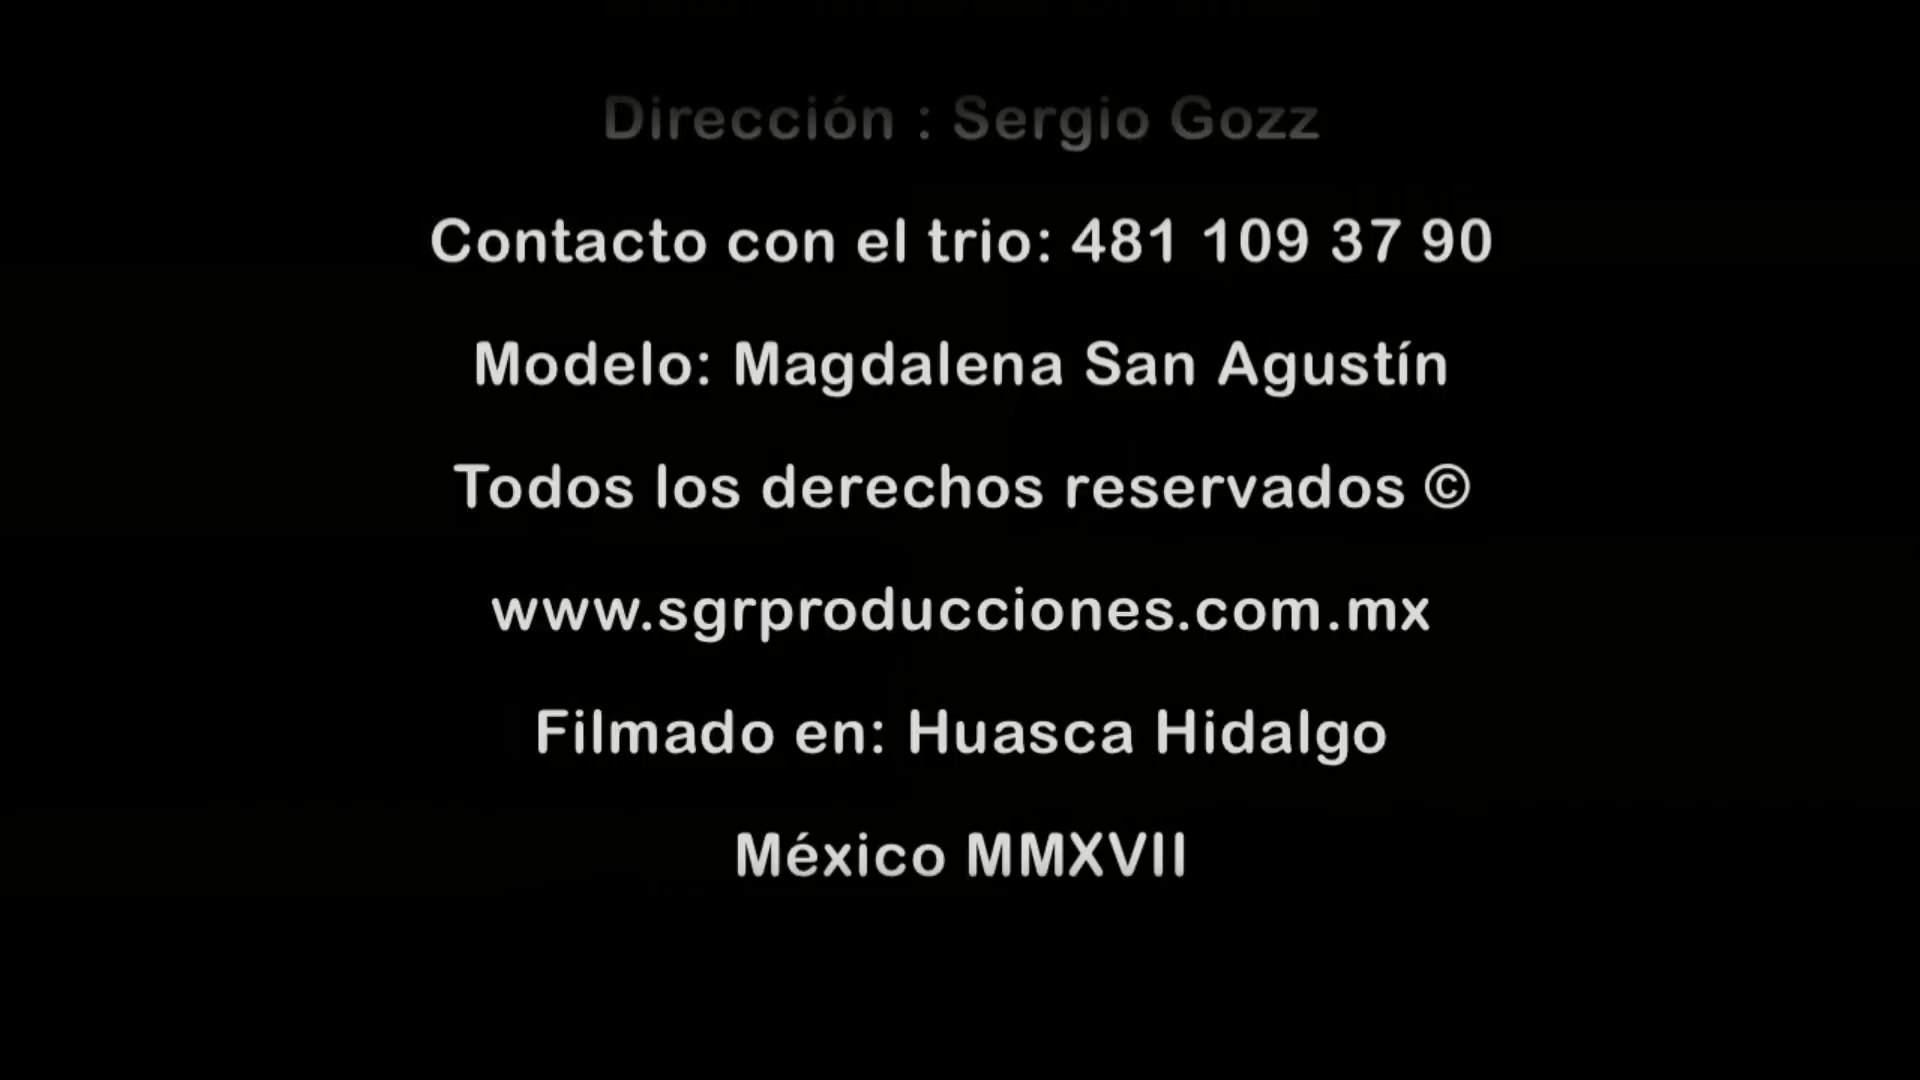 Dirección : Sergio Gozz
Contacto con el trio: 481 109 37 90
Modelo: Magdalena San Agustín
Todos los derechos reservados ©
www.sgrproducciones.com.mx
Filmado en: Huasca Hidalgo
México MMXVII